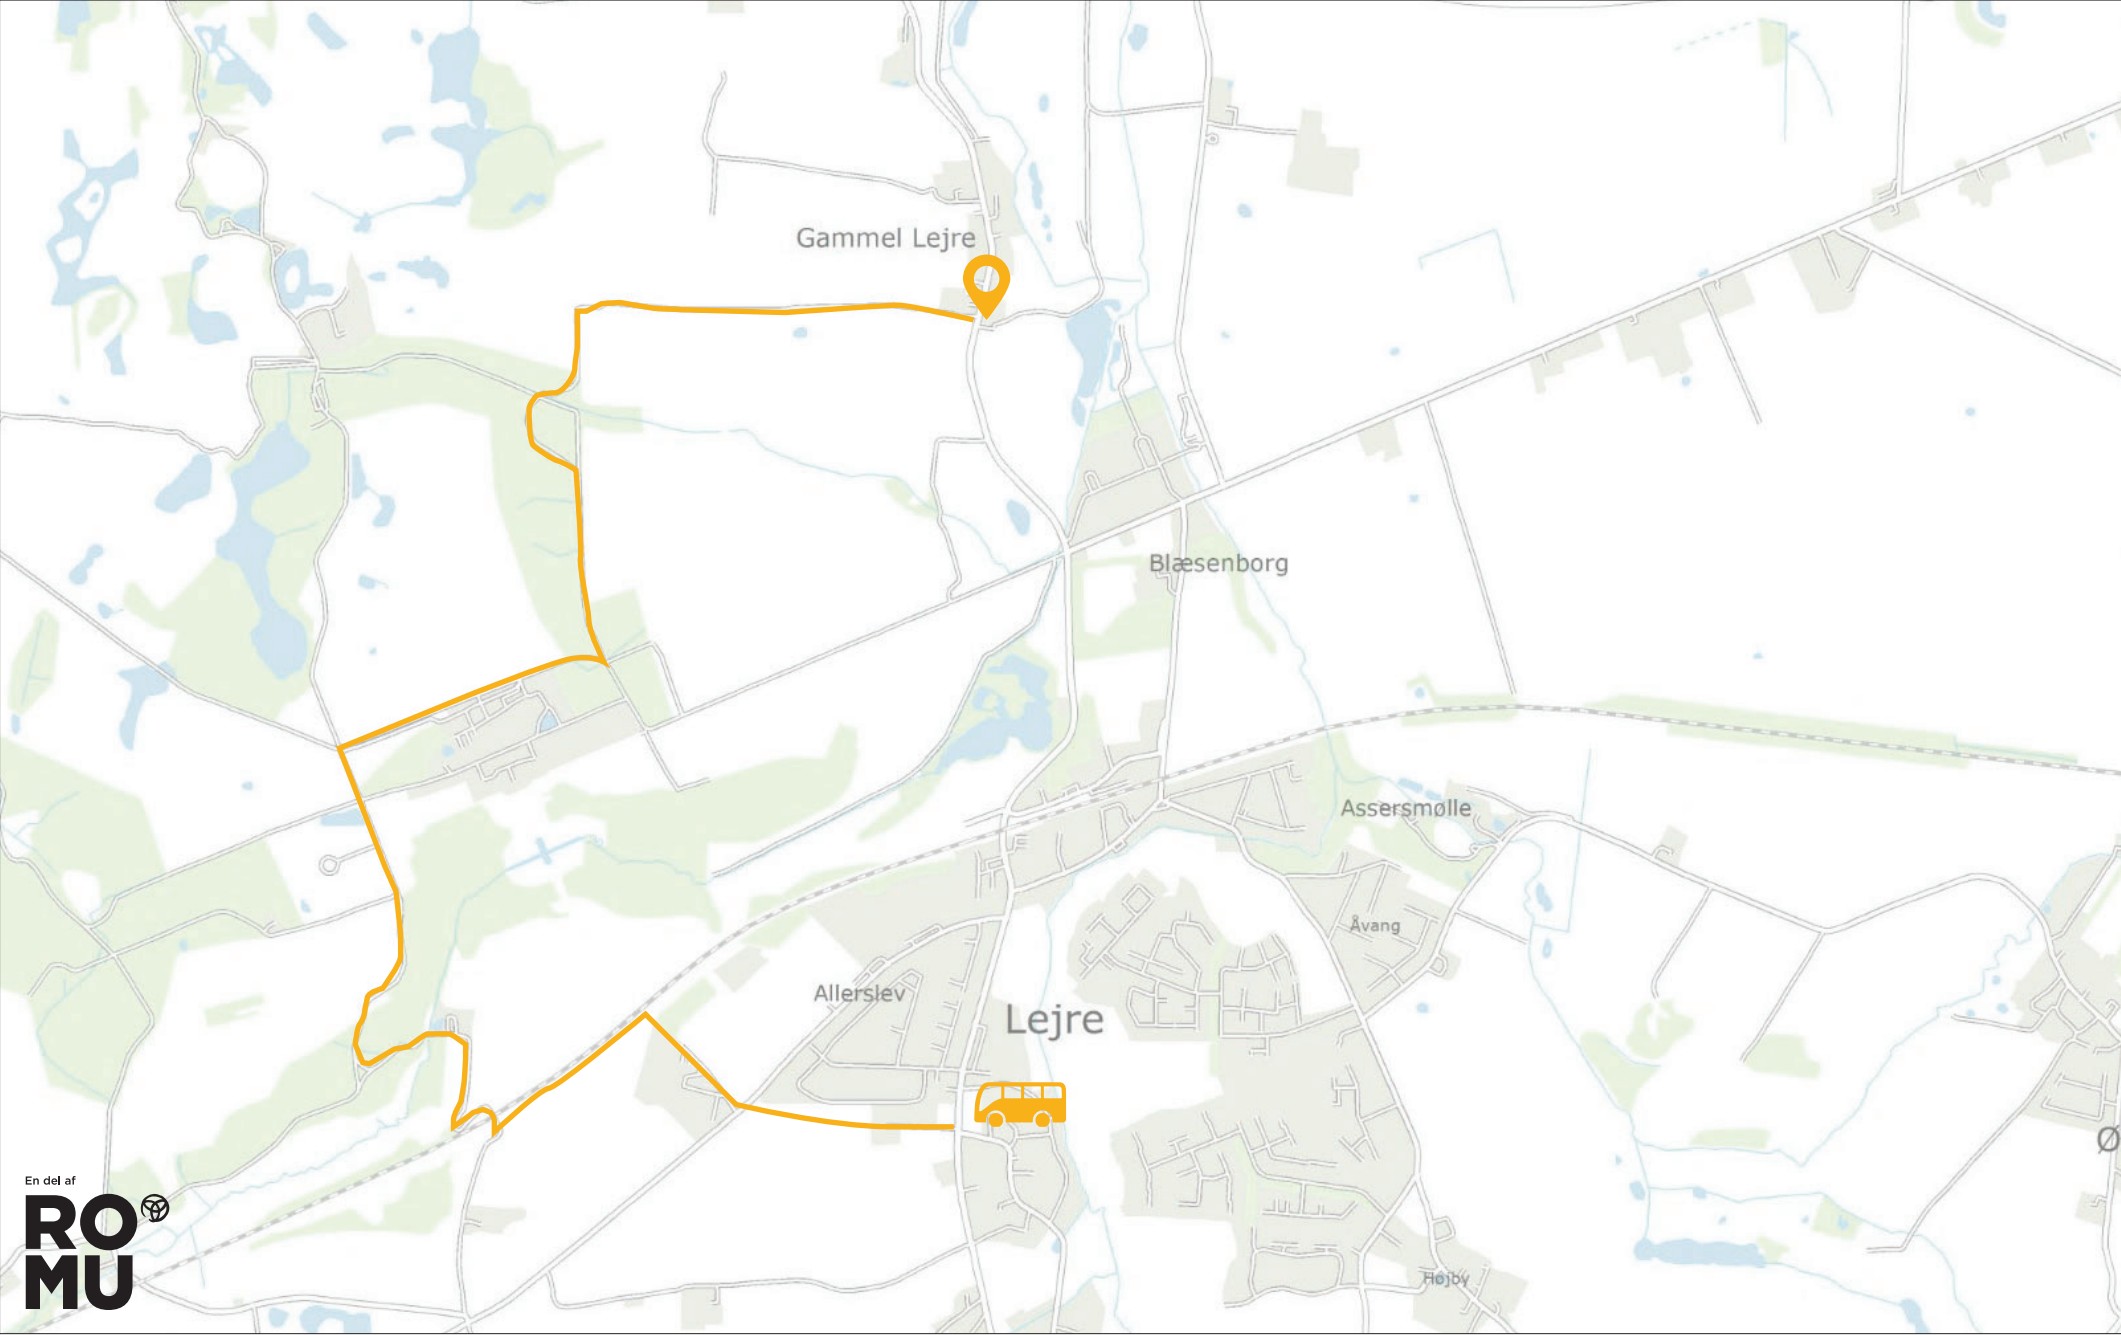 Gammel Lejre
Blæsenborg
Assersmølle
Åvang
Allerslev
Lejre
Ø
En del af
RO
MU
Højby